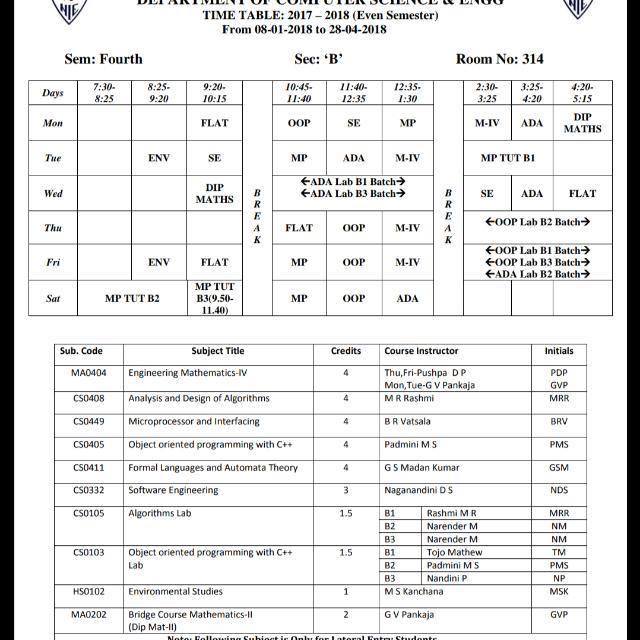 NIE NIE
DEPARTMENT OF COMPUTER SCIENCE & ENGG
TIME TABLE: 2017 – 2018 (Even Semester)
From 08-01-2018 to 28-04-2018
Sem: Fourth Sec: ‘B’ Room No: 314
Days 7:30-8:25 8:25-9:20 9:20-10:15 10:45-11:40 11:40-12:35 12:35-1:30 2:30-3:25 3:25-4:20 4:20-5:15
BREAK BREAK
Mon FLAT OOP SE MP M-IV ADA DIP MATHS
Tue ENV SE MP ADA M-IV MP TUT B1
Wed DIP MATHS ←ADA Lab B1 Batch→ ←ADA Lab B3 Batch→ SE ADA FLAT
Thu FLAT OOP M-IV ←OOP Lab B2 Batch→
Fri ENV FLAT MP OOP M-IV ←OOP Lab B1 Batch→ ←OOP Lab B3 Batch→ ←ADA Lab B2 Batch→
Sat MP TUT B2 MP TUT B3(9.50-11.40) MP OOP ADA
Sub. Code Subject Title Credits Course Instructor Initials
MA0404 Engineering Mathematics-IV 4 Thu,Fri-Pushpa D P PDP
Mon,Tue-G V Pankaja GVP
CS0408 Analysis and Design of Algorithms 4 M R Rashmi MRR
CS0449 Microprocessor and Interfacing 4 B R Vatsala BRV
CS0405 Object oriented programming with C++ 4 Padmini M S PMS
CS0411 Formal Languages and Automata Theory 4 G S Madan Kumar GSM
CS0332 Software Engineering 3 Naganandini D S NDS
CS0105 Algorithms Lab 1.5 B1 Rashmi M R MRR
B2 Narender M NM
B3 Narender M NM
CS0103 Object oriented programming with C++ 1.5 B1 Tojo Mathew TM
Lab B2 Padmini M S PMS
B3 Nandini P NP
HS0102 Environmental Studies 1 M S Kanchana MSK
MA0202 Bridge Course Mathematics-II 2 G V Pankaja GVP
(Dip Mat-II)
Note: Following Subject is Only for Lateral Entry Students